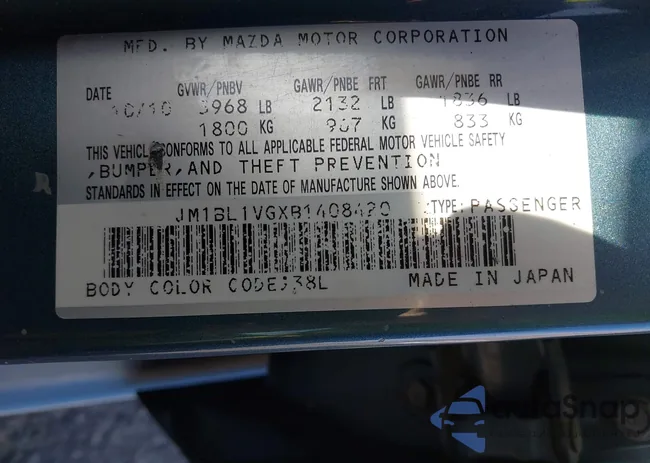 MFD. BY MAZDA MOTOR CORPORATION
GVWR/PNBV GAWR/PNBE FRT GAWR/PNBE RR
DATE
10/10 3968 LB 2132 LB 1836 LB
1800 KG 967 KG 833 KG
THIS VEHICLE CONFORMS TO ALL APPLICABLE FEDERAL MOTOR VEHICLE SAFETY
,BUMPER,AND THEFT PREVENTION
STANDARDS IN EFFECT ON THE DATE OF MANUFACTURE SHOWN ABOVE.
JM1BL1VGXB1408420 TYPE:PASSENGER
BODY COLOR CODE:38L MADE IN JAPAN